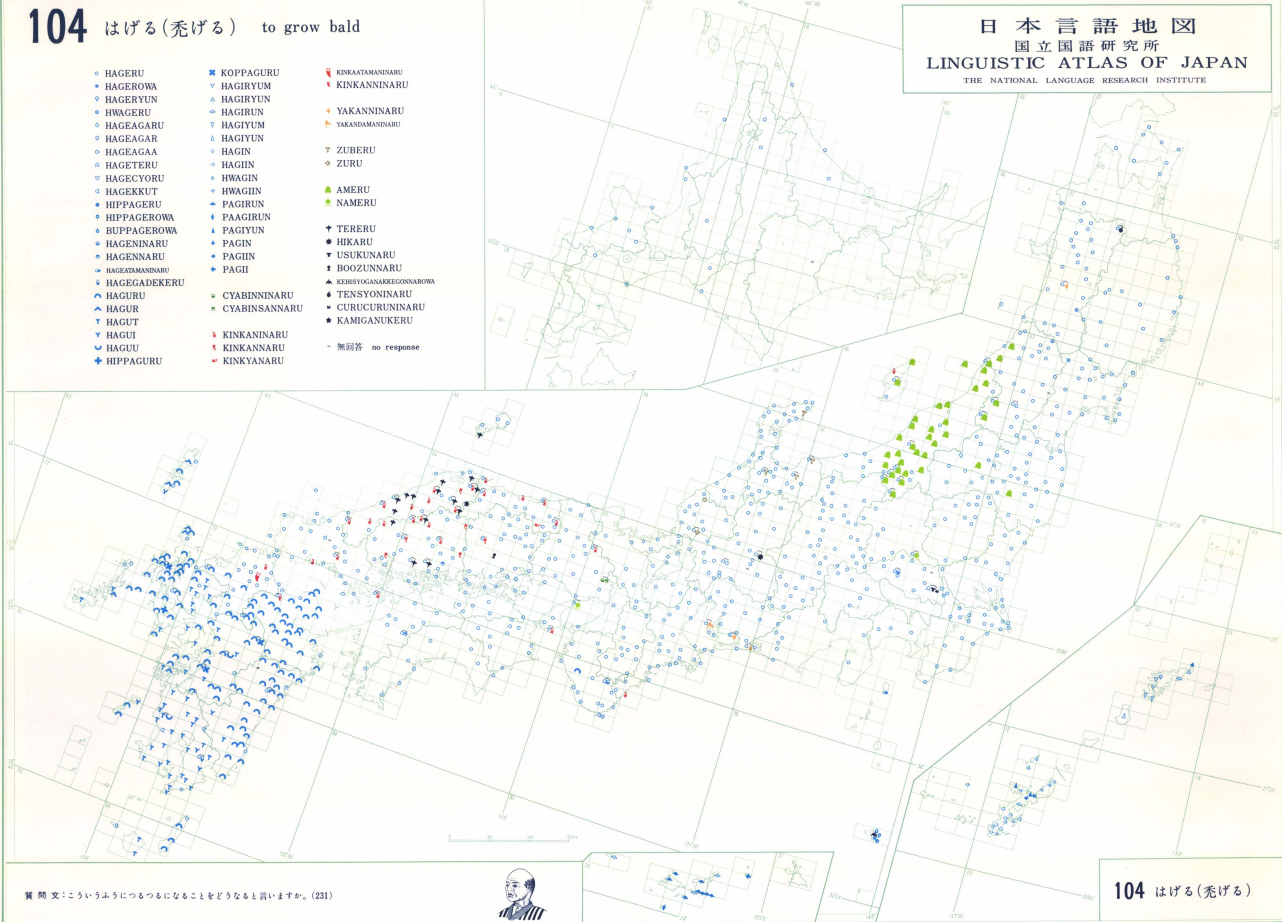 104 はげる(禿げる) to grow bald
日本言語地図
国立国語研究所
LINGUISTIC ATLAS OF JAPAN
THE NATIONAL LANGUAGE RESEARCH INSTITUTE
HAGERU
HAGEROWA
HAGERYUN
HWAGERU
HAGEAGARU
HAGEAGAR
HAGEAGAA
HAGETERU
HAGECYORU
HAGEKKUT
HIPPAGERU
HIPPAGEROWA
BUPPAGEROWA
HAGENINARU
HAGENNARU
HAGEATAMANINARU
HAGEGADEKERU
HAGURU
HAGUR
HAGUT
HAGUI
HAGUU
HIPPAGURU
KOPPAGURU
HAGIRYUM
HAGIRYUN
HAGIRUN
HAGIYUM
HAGIYUN
HAGIN
HAGIIN
HWAGIN
HWAGIIN
PAGIRUN
PAAGIRUN
PAGIYUN
PAGIN
PAGIIN
PAGII
CYABINNINARU
CYABINSANNARU
KINKANINARU
KINKANNARU
KINKYANARU
KINKAATAMANINARU
KINKANNINARU
YAKANNINARU
YAKANDAMANINARU
ZUBERU
ZURU
AMERU
NAMERU
TERERU
HIKARU
USUKUNARU
BOOZUNNARU
KEBISYOGANAKKEGONNAROWA
TENSYONINARU
CURUCURUNINARU
KAMIGANUKERU
無回答 no response
質問文:こういうふうにつるつるになることをどうなると言いますか。(231)
104 はげる(禿げる)